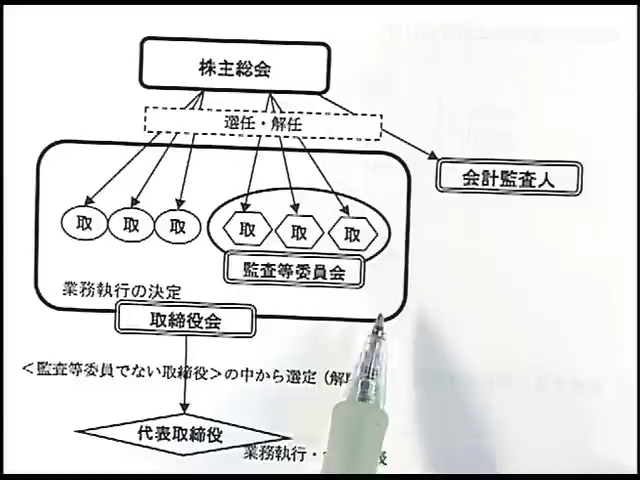 株主総会
選任・解任
会計監査人
取 取 取 取 取 取
監査等委員会
業務執行の決定
取締役会
<監査等委員でない取締役>の中から選定(解
代表取締役
業務執行・